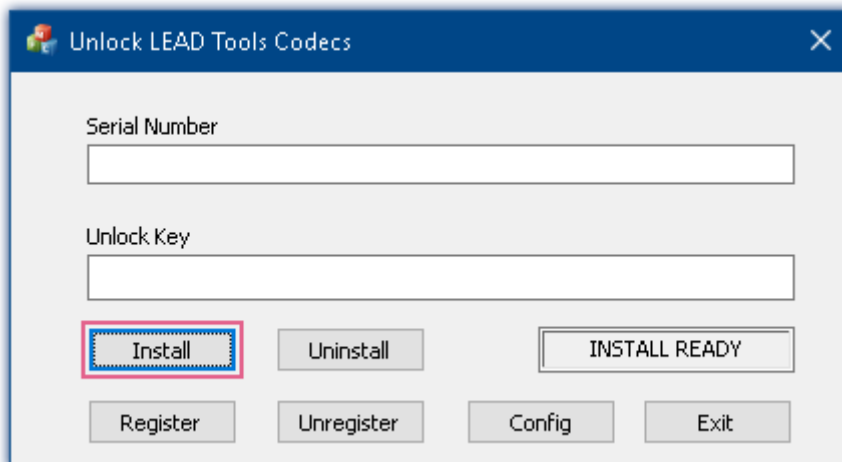 Unlock LEAD Tools Codecs
Serial Number
Unlock Key
Install Uninstall INSTALL READY
Register Unregister Config Exit